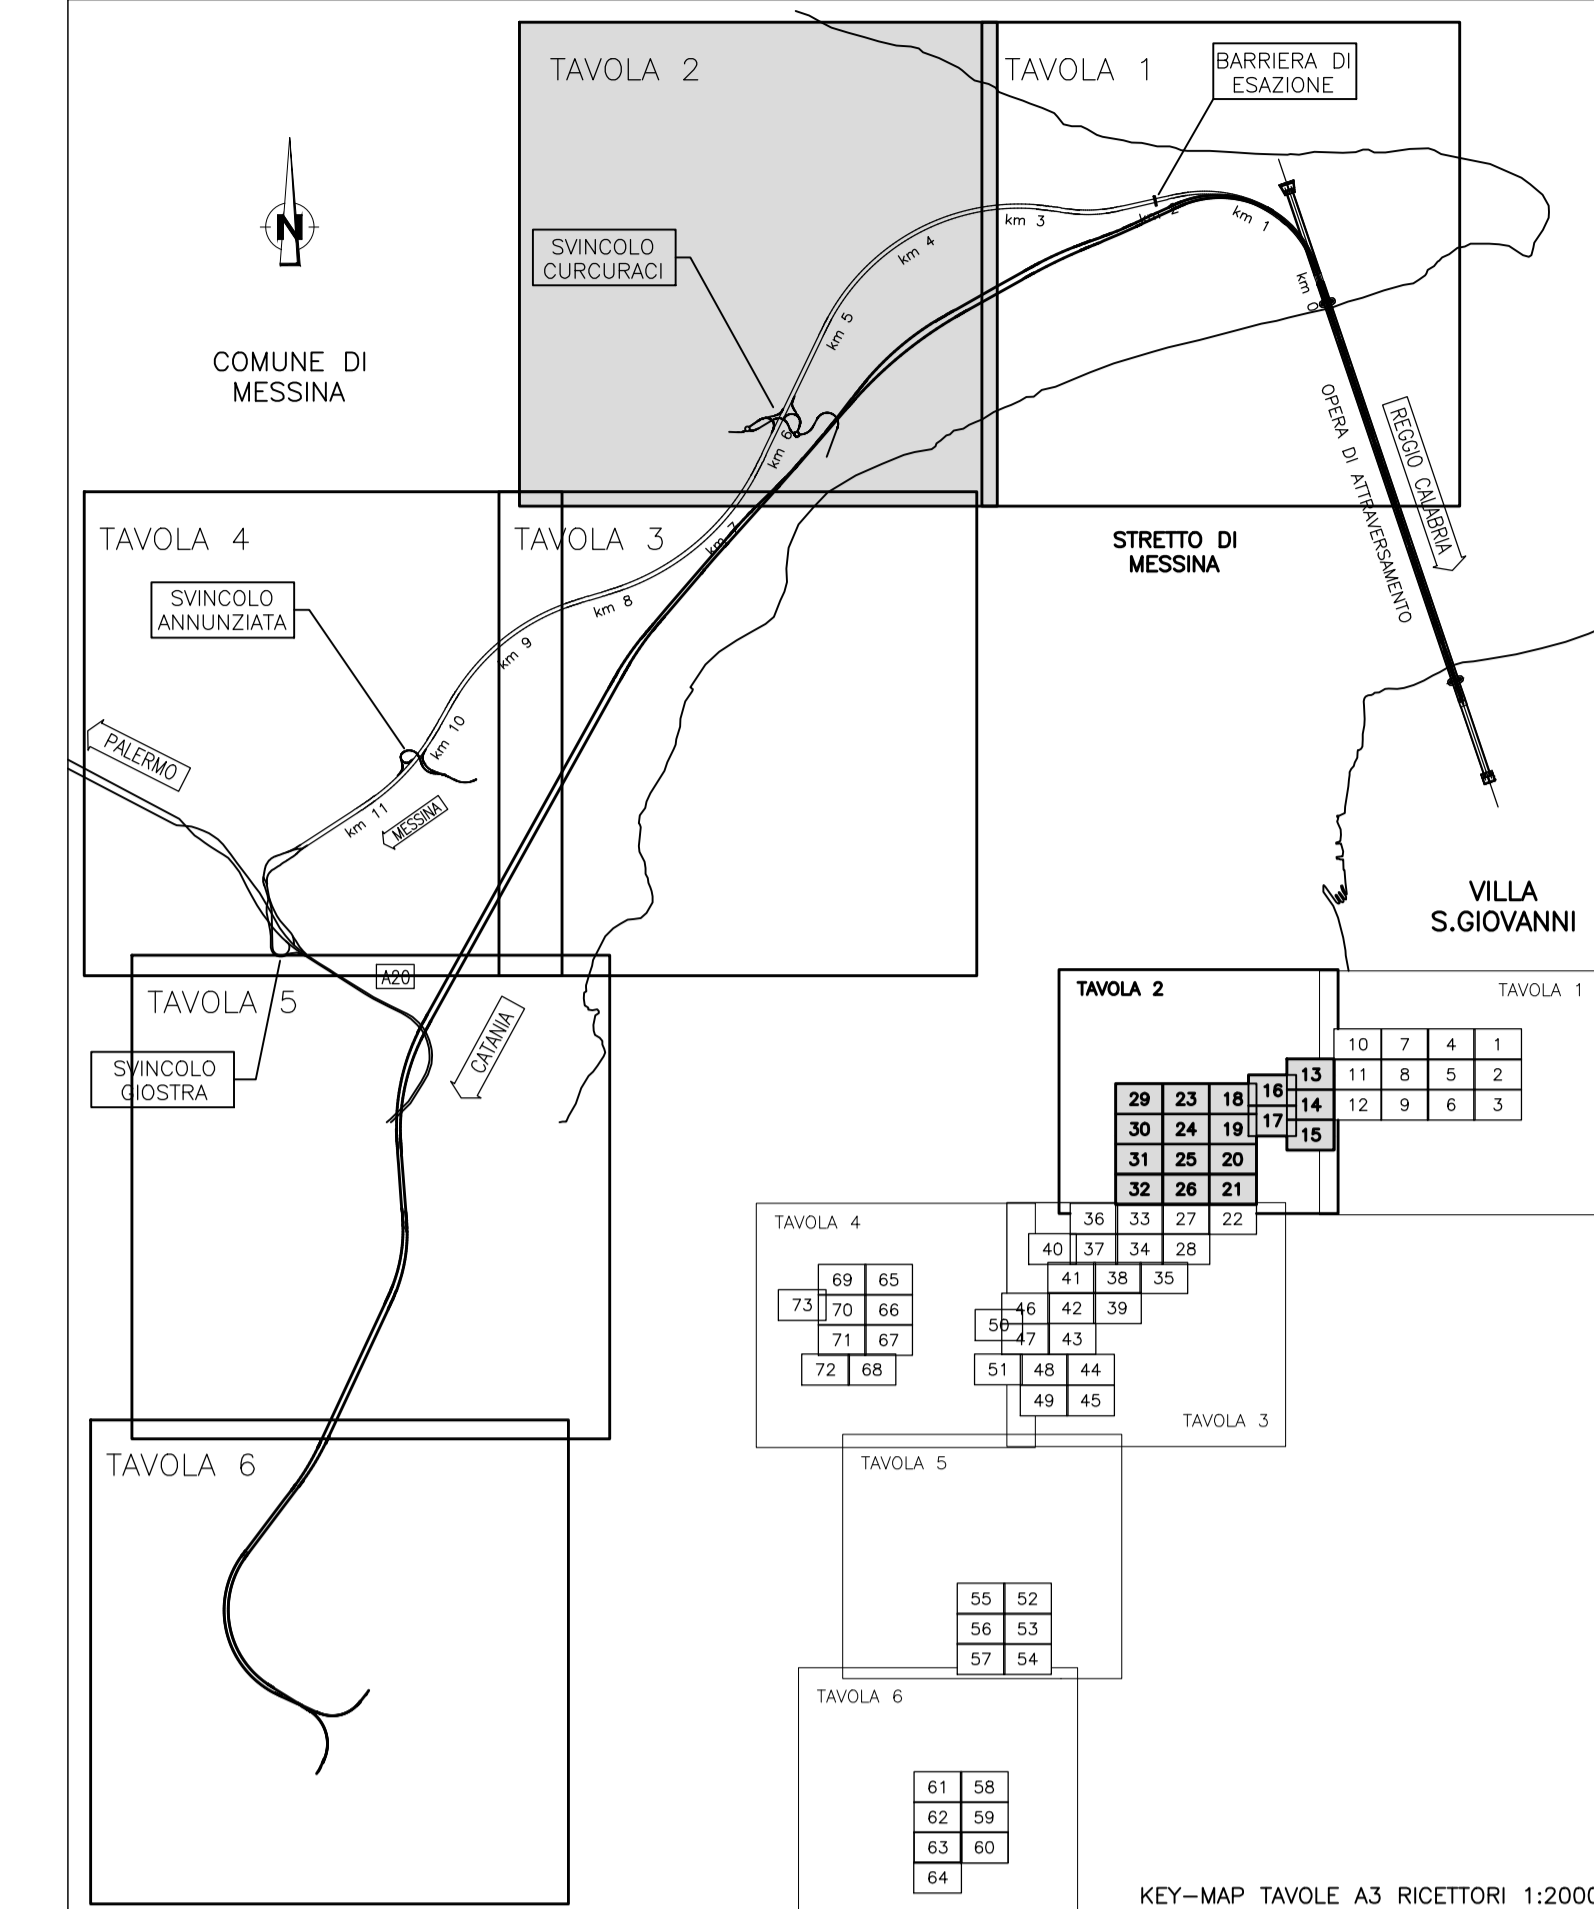 TAVOLA 2
TAVOLA 1
BARRIERA DI
ESAZIONE
N
SVINCOLO
CURCURACI
km 0
km 1
km 2
km 3
km 4
km 5
km 6
km 7
COMUNE DI
MESSINA
OPERA DI ATTRAVERSAMENTO
REGGIO CALABRIA
STRETTO DI
MESSINA
TAVOLA 4
TAVOLA 3
SVINCOLO
ANNUNZIATA
km 8
km 9
km 10
km 11
PALERMO
MESSINA
VILLA
S.GIOVANNI
A20
TAVOLA 5
CATANIA
SVINCOLO
GIOSTRA
TAVOLA 6
TAVOLA 2
TAVOLA 1
10 7 4 1
13 11 8 5 2
16 14 12 9 6 3
17 15
29 23 18
30 24 19
31 25 20
32 26 21
TAVOLA 4
36 33 27 22
40 37 34 28
41 38 35
46 42 39
50 47 43
51 48 44
49 45
69 65
73 70 66
71 67
72 68
TAVOLA 3
TAVOLA 5
55 52
56 53
57 54
TAVOLA 6
61 58
62 59
63 60
64
KEY-MAP TAVOLE A3 RICETTORI 1:2000